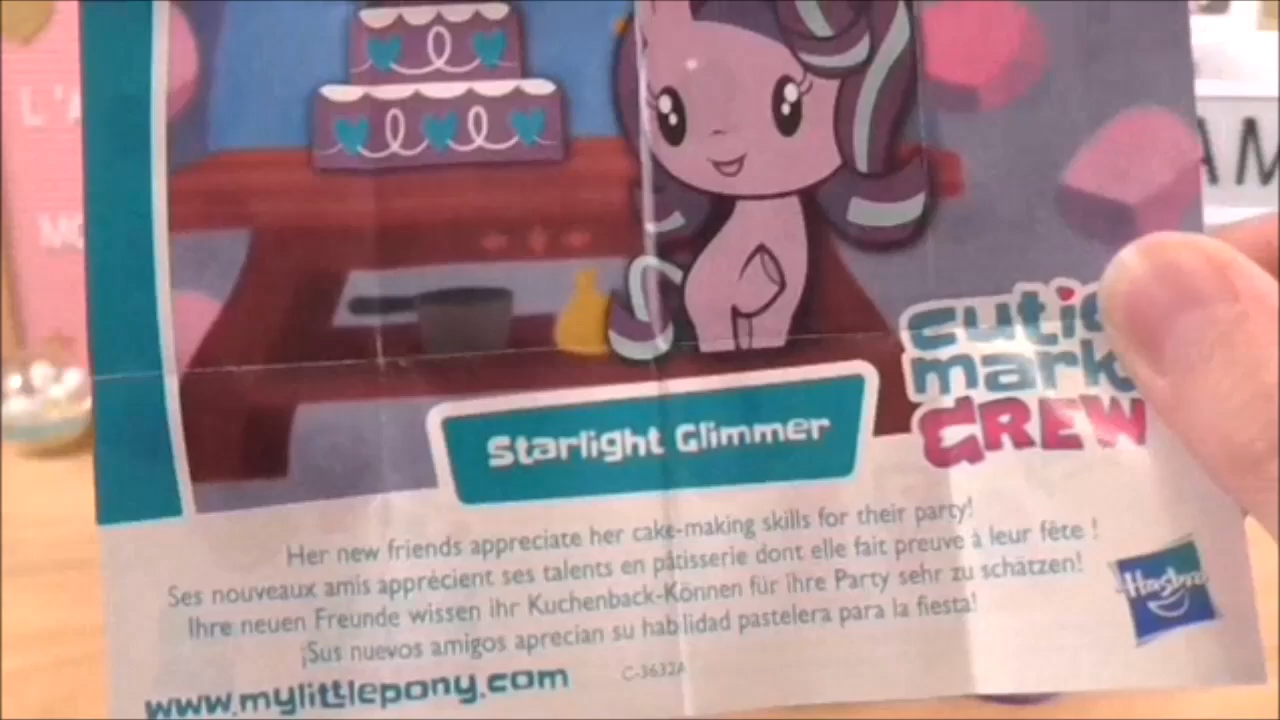 L'A
MO
AM
cutie
mark
CREW
Starlight Glimmer
Her new friends appreciate her cake-making skills for their party!
Ses nouveaux amis apprécient ses talents en pâtisserie dont elle fait preuve à leur fête !
Ihre neuen Freunde wissen ihr Kuchenback-Können für ihre Party sehr zu schätzen!
¡Sus nuevos amigos aprecian su habilidad pastelera para la fiesta!
Hasbro
www.mylittlepony.com
C-3632A